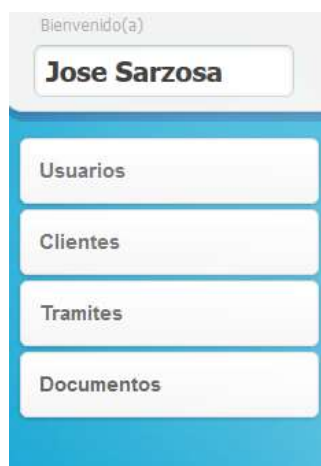 Bienvenido(a)
Jose Sarzosa
Usuarios
Clientes
Tramites
Documentos